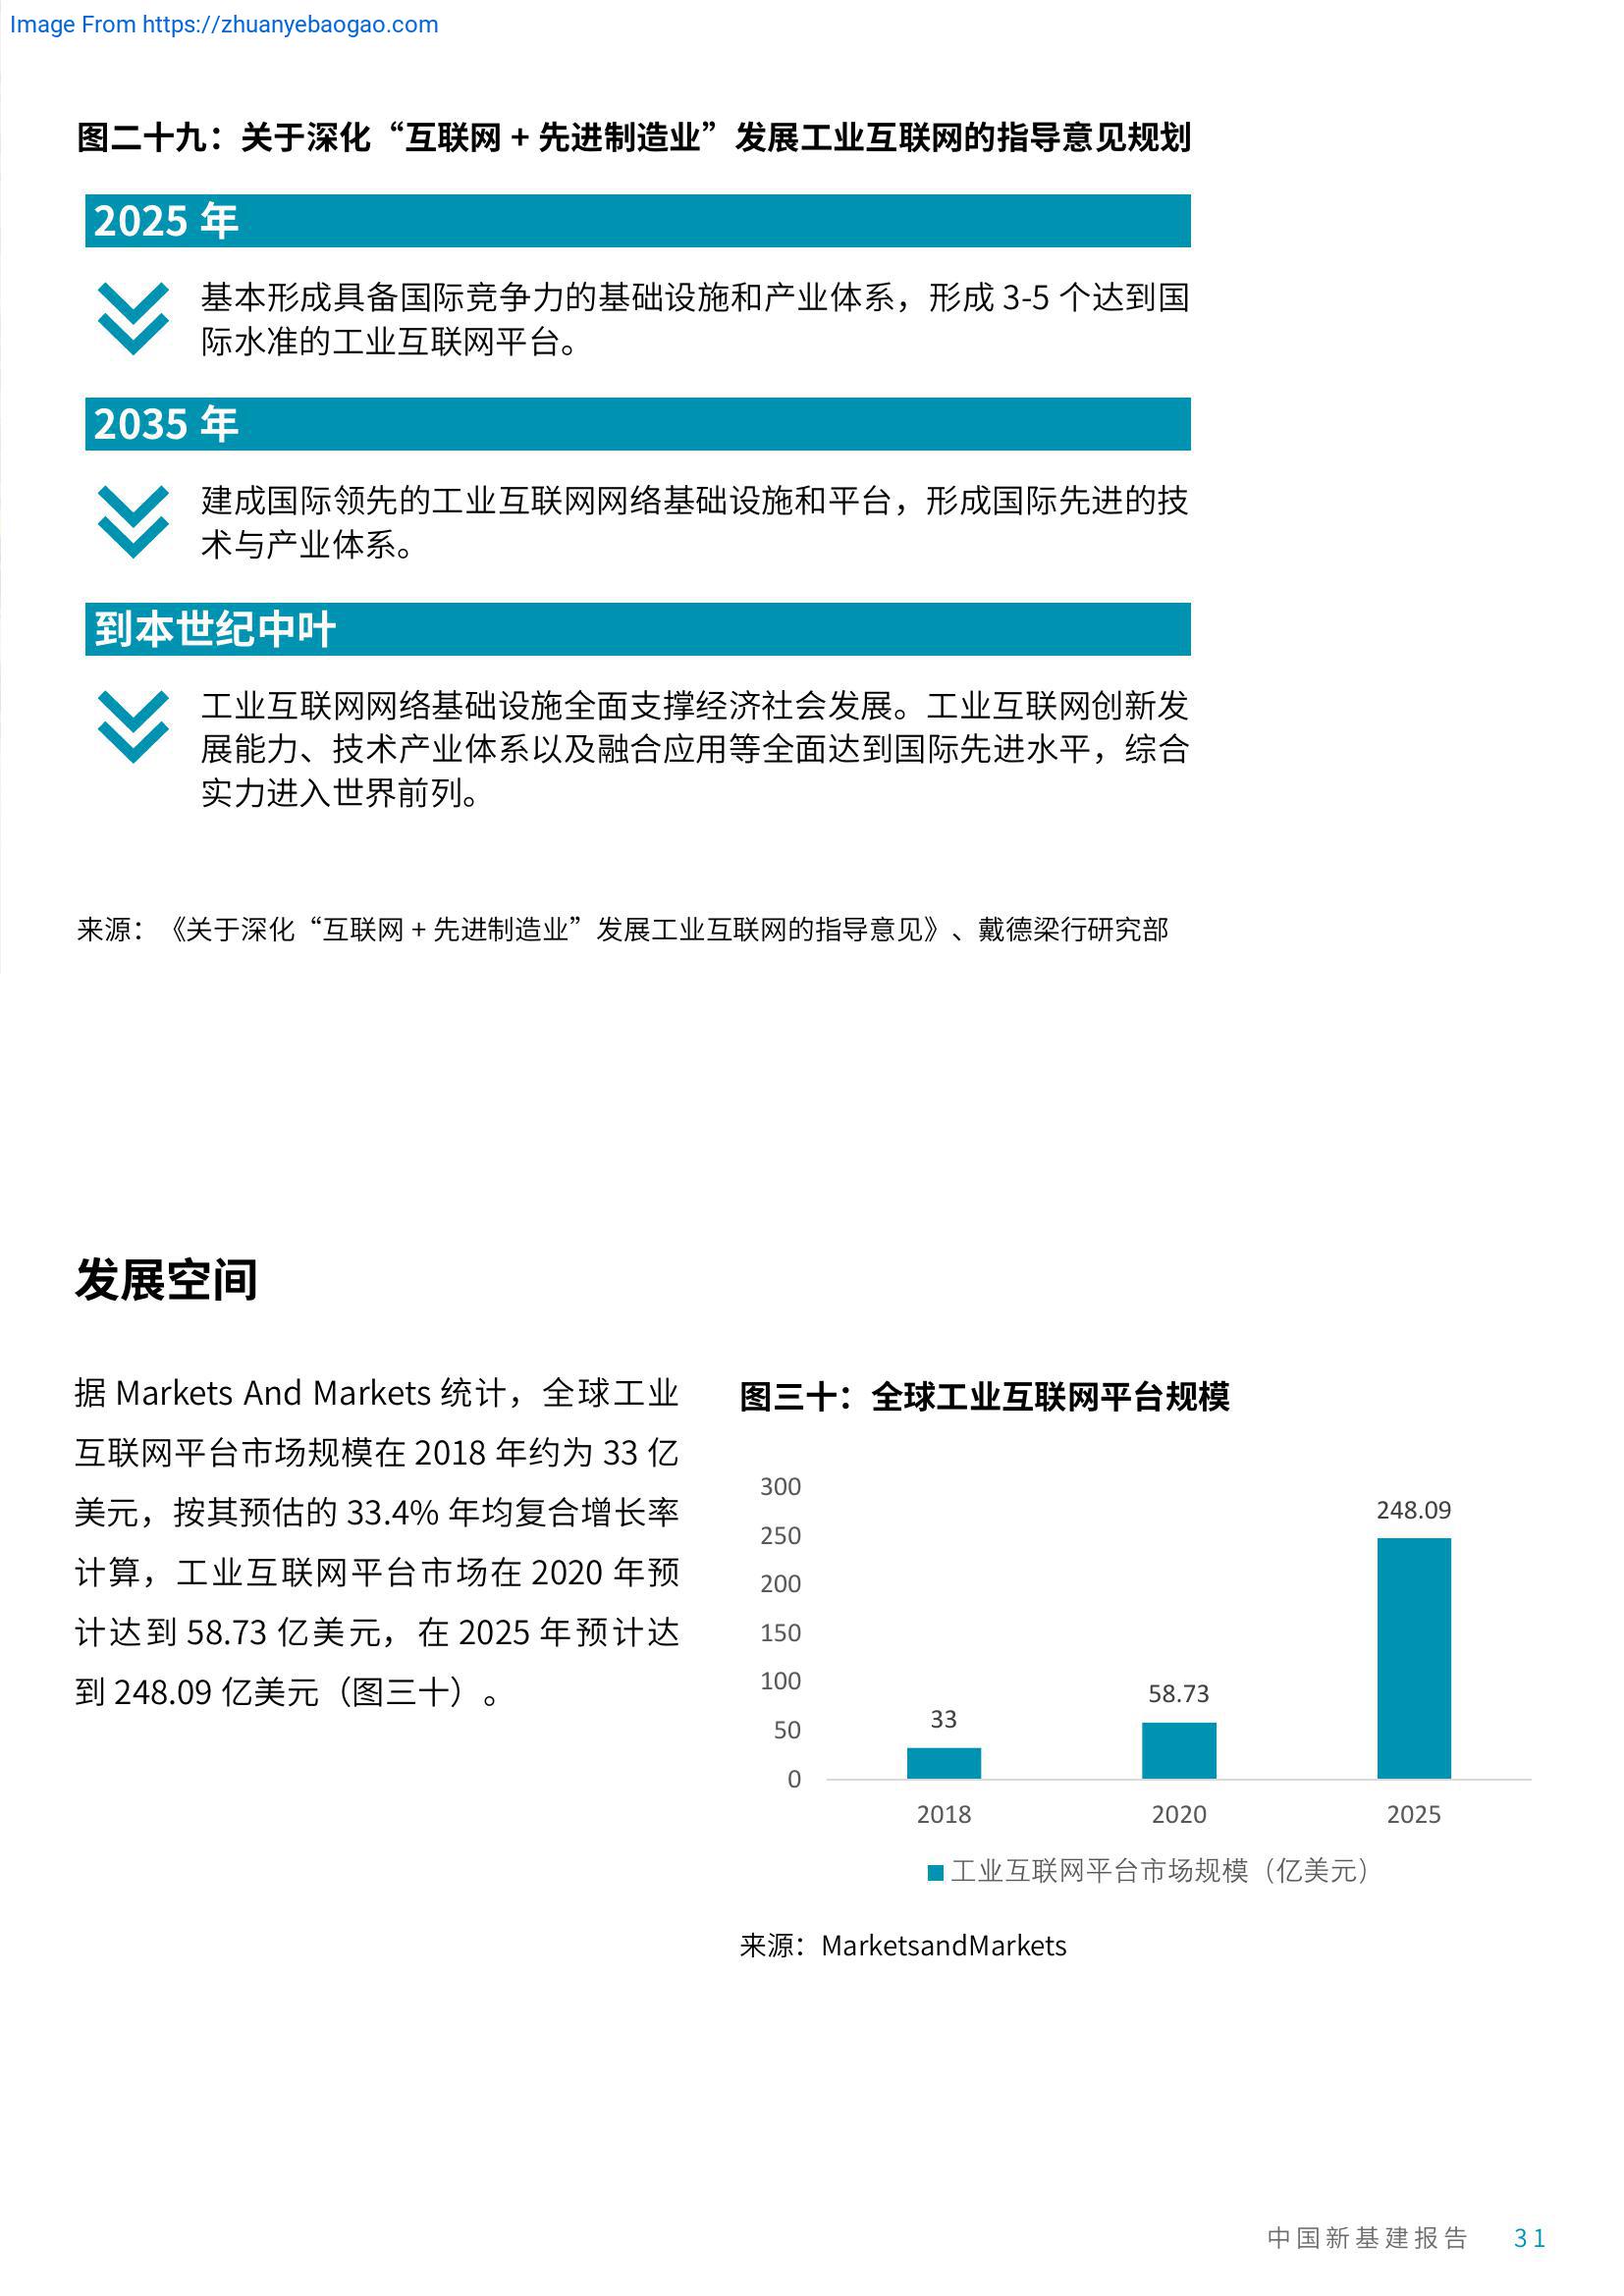 Image From https://zhuanyebaogao.com
图二十九：关于深化“互联网 + 先进制造业”发展工业互联网的指导意见规划
2025 年
基本形成具备国际竞争力的基础设施和产业体系，形成 3-5 个达到国
际水准的工业互联网平台。
2035 年
建成国际领先的工业互联网网络基础设施和平台，形成国际先进的技
术与产业体系。
到本世纪中叶
工业互联网网络基础设施全面支撑经济社会发展。工业互联网创新发
展能力、技术产业体系以及融合应用等全面达到国际先进水平，综合
实力进入世界前列。
来源：《关于深化“互联网 + 先进制造业”发展工业互联网的指导意见》、戴德梁行研究部
发展空间
据 Markets And Markets 统计，全球工业
互联网平台市场规模在 2018 年约为 33 亿
美元，按其预估的 33.4% 年均复合增长率
计算，工业互联网平台市场在 2020 年预
计达到 58.73 亿美元，在 2025 年预计达
到 248.09 亿美元（图三十）。
图三十：全球工业互联网平台规模
300
250
200
150
100
50
0
33
58.73
248.09
2018
2020
2025
工业互联网平台市场规模（亿美元）
来源：MarketsandMarkets
中国新基建报告 31